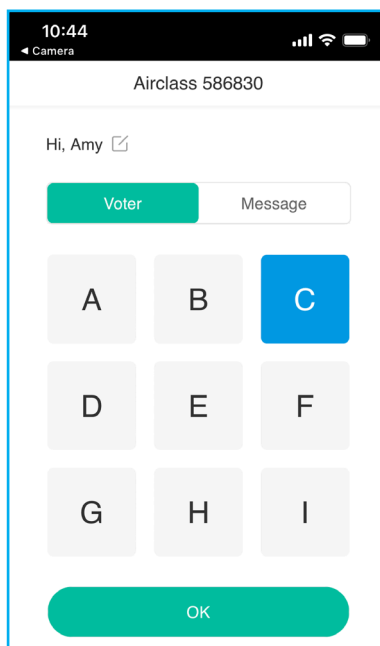 10:44
◀ Camera
Airclass 586830
Hi, Amy
Voter Message
A B C
D E F
G H I
OK